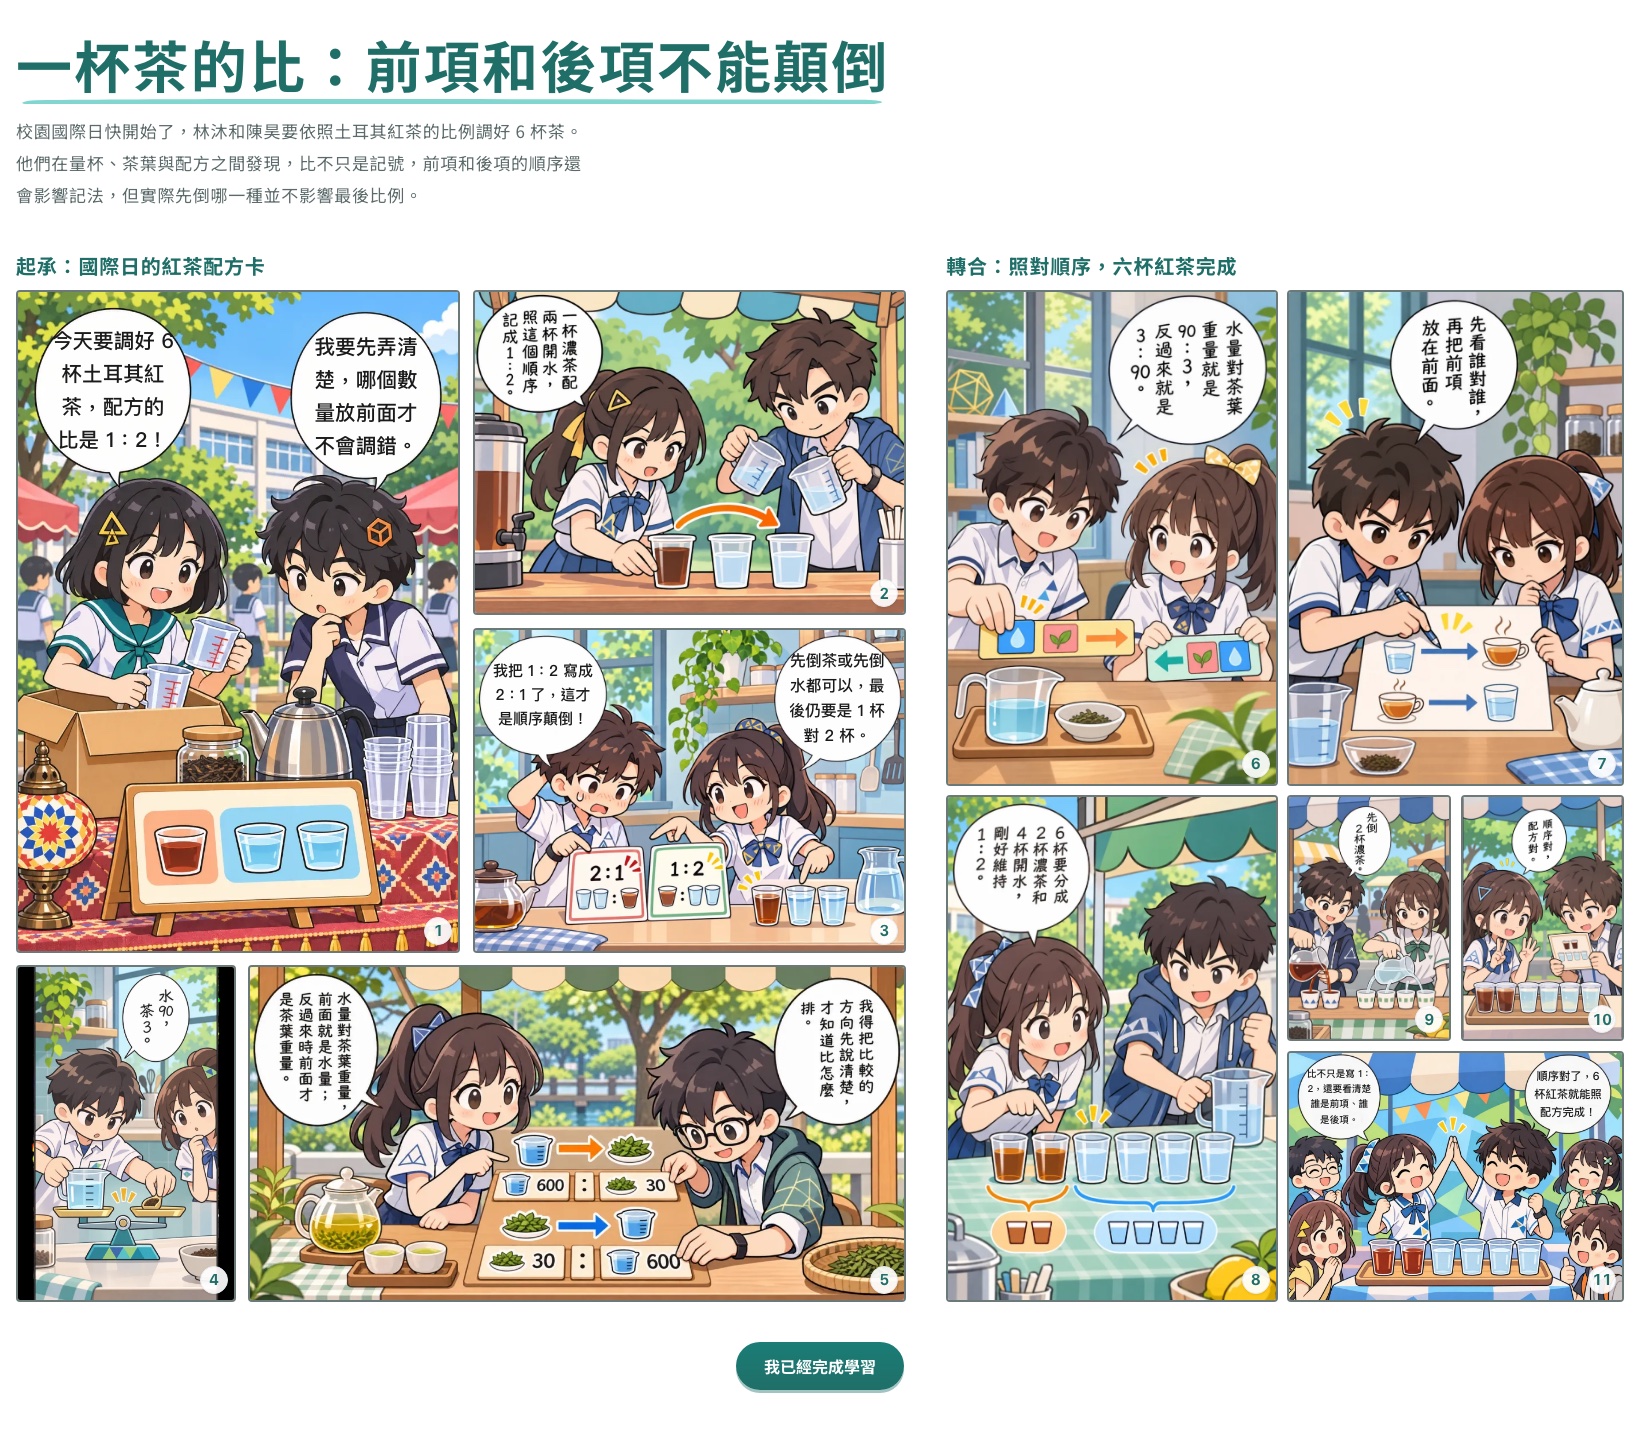 一杯茶的比：前項和後項不能顛倒
校園國際日快開始了，林沐和陳昊要依照土耳其紅茶的比例調好 6 杯茶。
他們在量杯、茶葉與配方之間發現，比不只是記號，前項和後項的順序還
會影響記法，但實際先倒哪一種並不影響最後比例。
起承：國際日的紅茶配方卡
今天要調好 6
杯土耳其紅
茶，配方的
比是 1：2！
我要先弄清
楚，哪個數
量放前面才
不會調錯。
1
一杯濃茶配
兩杯開水，
照這個順序
記成1：2。
2
我把 1：2 寫成
2：1 了，這才
是順序顛倒！
先倒茶或先倒
水都可以，最
後仍要是 1 杯
對 2 杯。
2:1
:
1:2
:
3
水90，
茶3。
4
水量對茶葉重量，
前面就是水量；
反過來時前面才
是茶葉重量。
我得把比較的
方向先說清楚，
才知道比怎麼
排。
600 : 30
30 : 600
5
轉合：照對順序，六杯紅茶完成
水量對茶葉
重量就是
90：3，
反過來就是
3：90。
6
先看誰對誰，
再把前項
放在前面。
7
6杯要分成
2杯濃茶和
4杯開水，
剛好維持
1：2。
8
先倒
2杯濃茶。
9
順序對，
配方對。
10
比不只是寫 1：
2，還要看清楚
誰是前項、誰
是後項。
順序對了，6
杯紅茶就能照
配方完成！
11
我已經完成學習